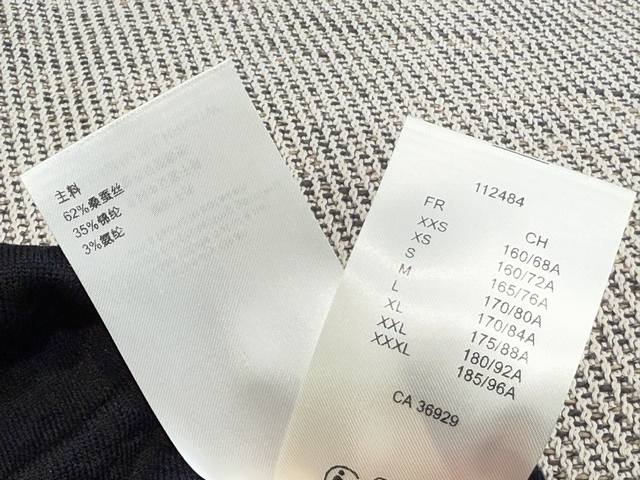 主料
62%桑蚕丝
35%锦纶
3%氨纶
112484
FR CH
XXS 160/68A
XS 160/72A
S 165/76A
M 170/80A
L 170/84A
XL 175/88A
XXL 180/92A
XXXL 185/96A
CA 36929